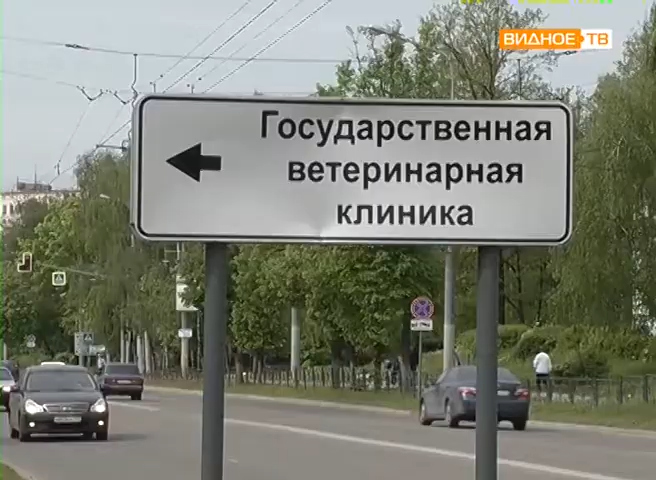 ВИДНОЕ ТВ
Государственная
ветеринарная
клиника